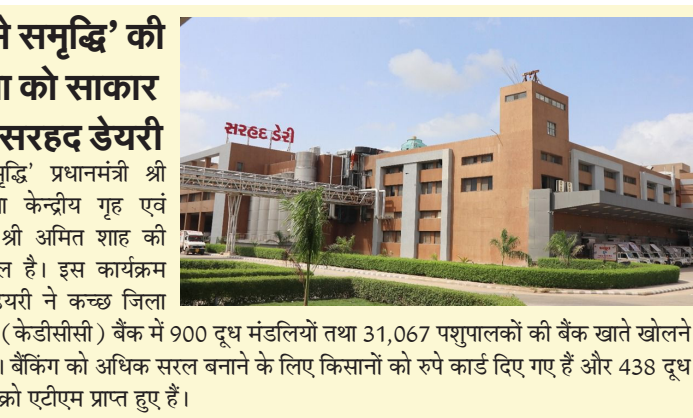 समृद्धि’ की
को साकार
सरहद डेयरी
સરહદ ડેરી
प्रधानमंत्री श्री
केन्द्रीय गृह एवं
श्री अमित शाह की
है। इस कार्यक्रम
ने कच्छ जिला
(केडीसीसी) बैंक में 900 दूध मंडलियों तथा 31,067 पशुपालकों की बैंक खाते खोलने
। बैंकिंग को अधिक सरल बनाने के लिए किसानों को रुपे कार्ड दिए गए हैं और 438 दूध
एटीएम प्राप्त हुए हैं।